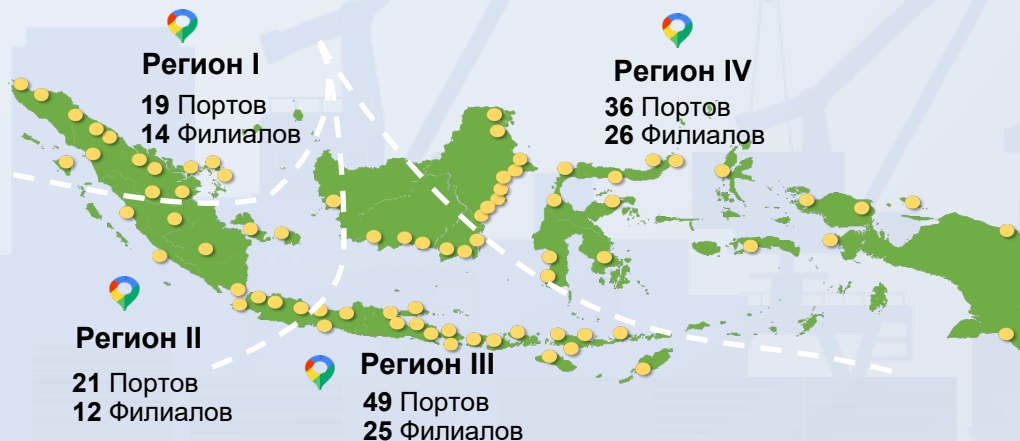 Регион I
19 Портов
14 Филиалов
Регион IV
36 Портов
26 Филиалов
Регион II
21 Портов
12 Филиалов
Регион III
49 Портов
25 Филиалов